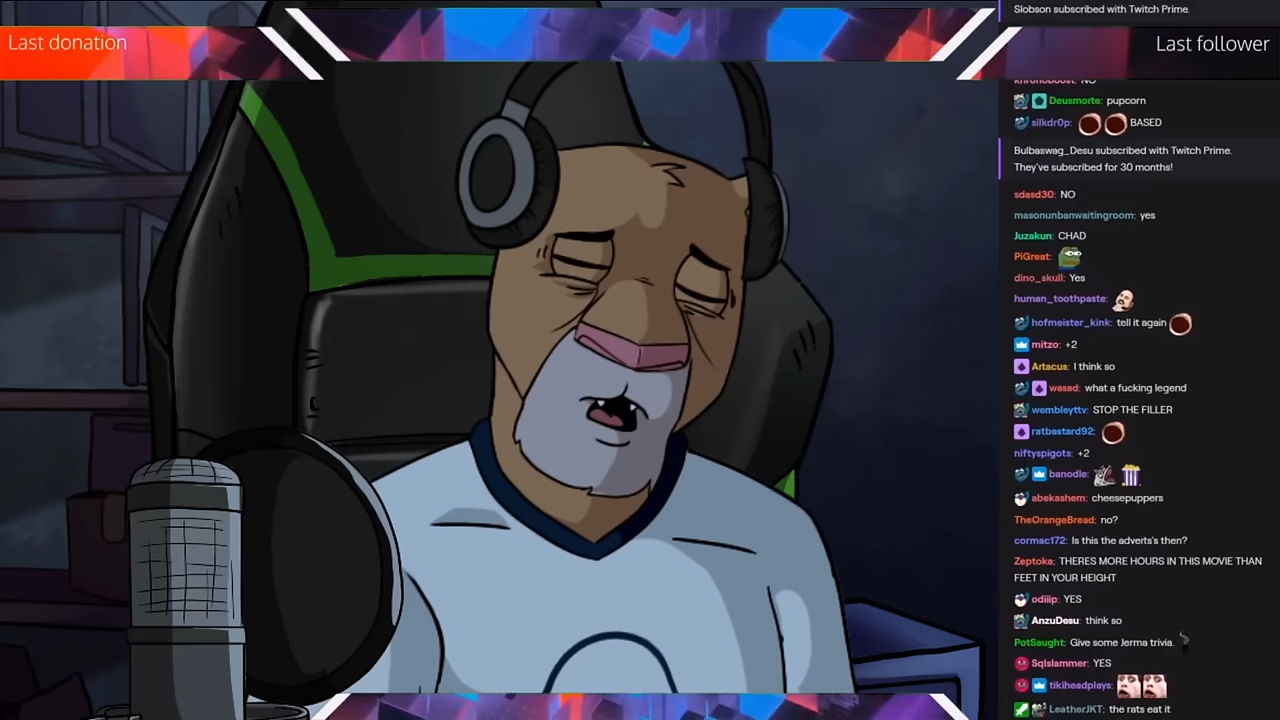 Slobson subscribed with Twitch Prime.
Last donation
Last follower
khronoboost: NO
Deusmorte: pupcorn
silkdr0p: BASED
Bulbaswag_Desu subscribed with Twitch Prime.
They've subscribed for 30 months!
sdasd30: NO
masonunbanwaitingroom: yes
Juzakun: CHAD
PiGreat:
dino_skull: Yes
human_toothpaste:
hofmeister_kink: tell it again
mitzo: +2
Artacus: I think so
wasad: what a fucking legend
wembleyttv: STOP THE FILLER
ratbastard92:
niftyspigots: +2
banodle:
abekashem: cheesepuppers
TheOrangeBread: no?
cormac172: Is this the adverts's then?
Zeptoka: THERES MORE HOURS IN THIS MOVIE THAN
FEET IN YOUR HEIGHT
odiiip: YES
AnzuDesu: think so
PotSaught: Give some Jerma trivia.
Sqlslammer: YES
tikiheadplays:
LeatherJKT: the rats eat it